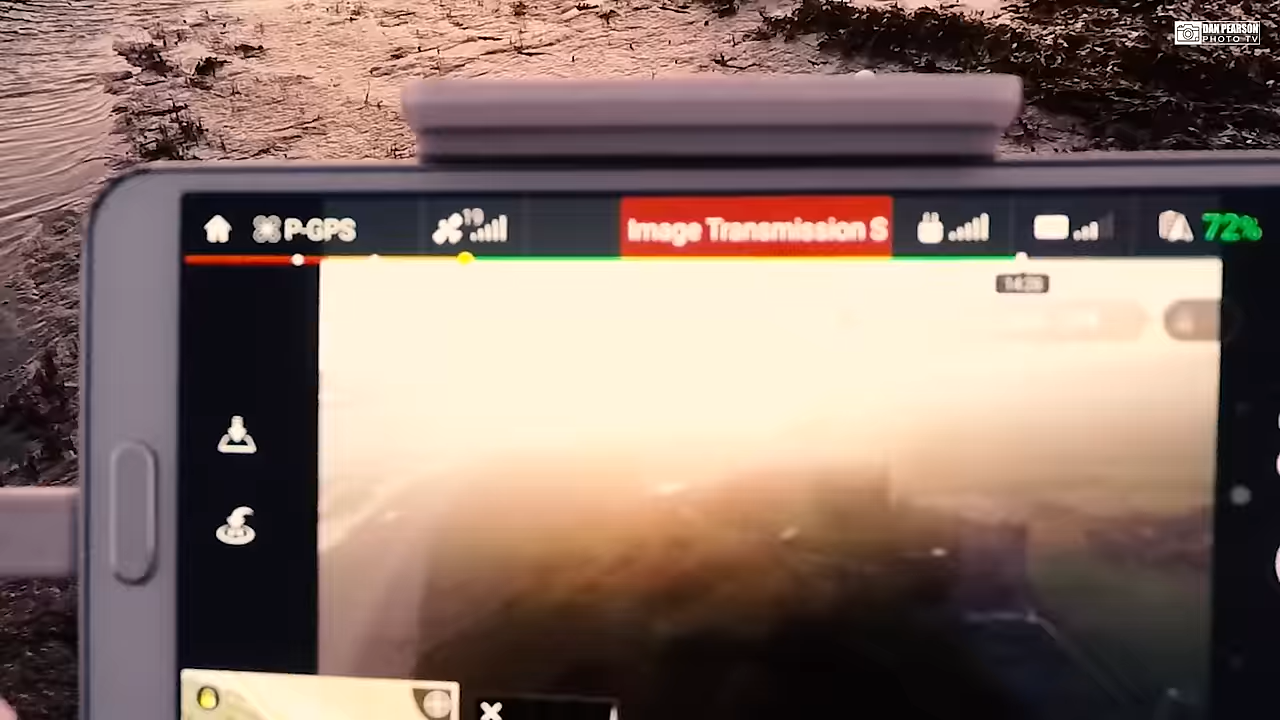 DAN PEARSON
PHOTO TV
P-GPS
19
Image Transmission S
72%